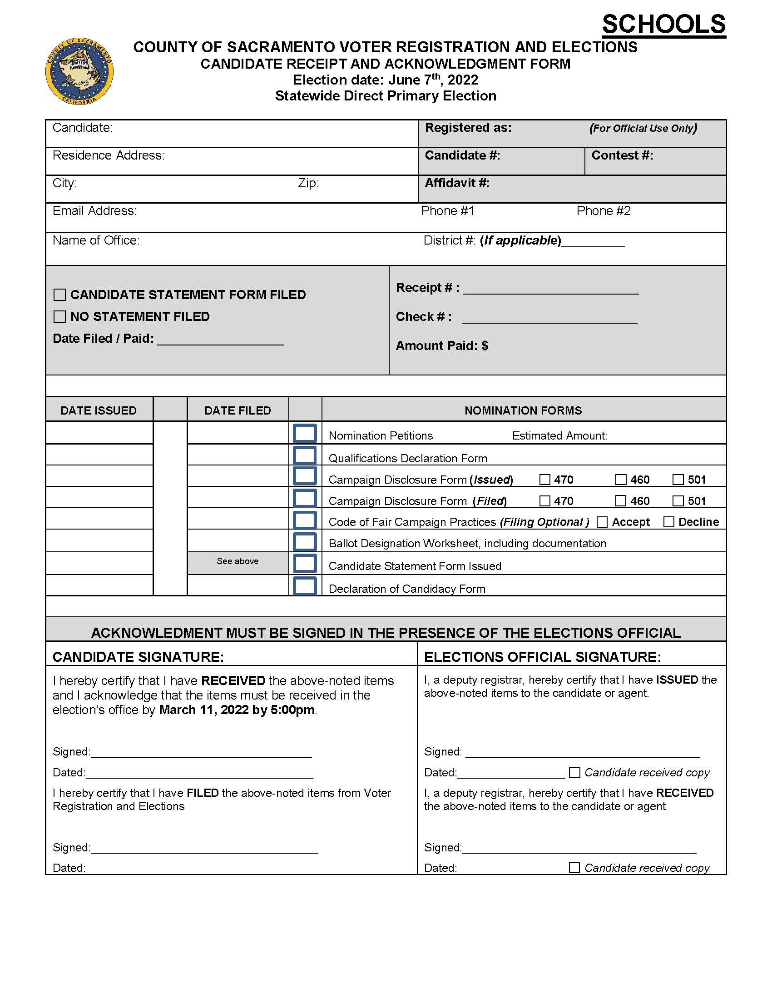 SCHOOLS
COUNTY OF SACRAMENTO
CALIFORNIA
COUNTY OF SACRAMENTO VOTER REGISTRATION AND ELECTIONS
CANDIDATE RECEIPT AND ACKNOWLEDGMENT FORM
Election date: June 7th, 2022
Statewide Direct Primary Election
Candidate: Registered as: (For Official Use Only)
Residence Address: Candidate #: Contest #:
City: Zip: Affidavit #:
Email Address: Phone #1 Phone #2
Name of Office: District #: (If applicable)__________
CANDIDATE STATEMENT FORM FILED
NO STATEMENT FILED
Date Filed / Paid: ____________________
Receipt # : ____________________
Check # : ____________________
Amount Paid: $
DATE ISSUED DATE FILED NOMINATION FORMS
Nomination Petitions Estimated Amount:
Qualifications Declaration Form
Campaign Disclosure Form (Issued) 470 460 501
Campaign Disclosure Form (Filed) 470 460 501
Code of Fair Campaign Practices (Filing Optional ) Accept Decline
Ballot Designation Worksheet, including documentation
See above Candidate Statement Form Issued
Declaration of Candidacy Form
ACKNOWLEDMENT MUST BE SIGNED IN THE PRESENCE OF THE ELECTIONS OFFICIAL
CANDIDATE SIGNATURE:
I hereby certify that I have RECEIVED the above-noted items
and I acknowledge that the items must be received in the
election's office by March 11, 2022 by 5:00pm.
Signed:____________________
Dated:____________________
I hereby certify that I have FILED the above-noted items from Voter
Registration and Elections
Signed:____________________
Dated:
ELECTIONS OFFICIAL SIGNATURE:
I, a deputy registrar, hereby certify that I have ISSUED the
above-noted items to the candidate or agent.
Signed: ____________________
Dated:____________________ Candidate received copy
I, a deputy registrar, hereby certify that I have RECEIVED
the above-noted items to the candidate or agent
Signed:____________________
Dated: Candidate received copy